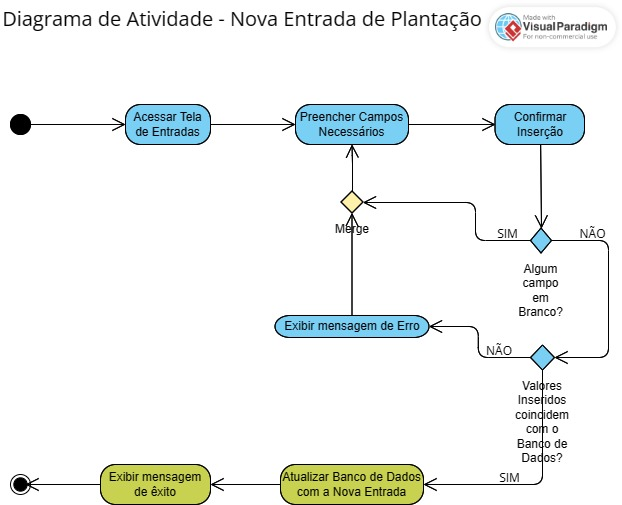 Diagrama de Atividade - Nova Entrada de Plantação
Made with
VisualParadigm
For non-commercial use
Acessar Tela
de Entradas
Preencher Campos
Necessários
Confirmar
Inserção
Merge
SIM
NÃO
Algum
campo
em
Branco?
Exibir mensagem de Erro
NÃO
Valores
Inseridos
coincidem
com o
Banco de
Dados?
SIM
Atualizar Banco de Dados
com a Nova Entrada
Exibir mensagem
de êxito